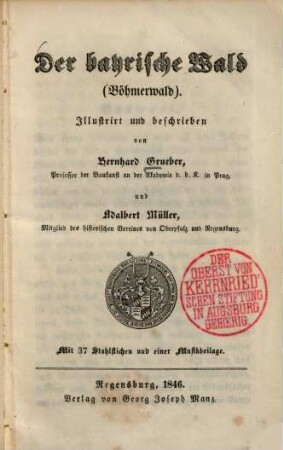 Der bayrische Wald
(Böhmerwald).
Illustrirt und beschrieben
von
Bernhard Grueber,
Professor der Baukunst an der Akademie d. b. K. in Prag,
und
Adalbert Müller,
Mitglied des historischen Vereines von Oberpfalz und Regensburg.
DER
OBERST VON
KERRNRIED'
SCHEN STIFTUNG
IN AUGSBURG
GEHÖRIG
Mit 37 Stahlstichen und einer Musikbeilage.
Regensburg, 1846.
Verlag von Georg Joseph Manz.